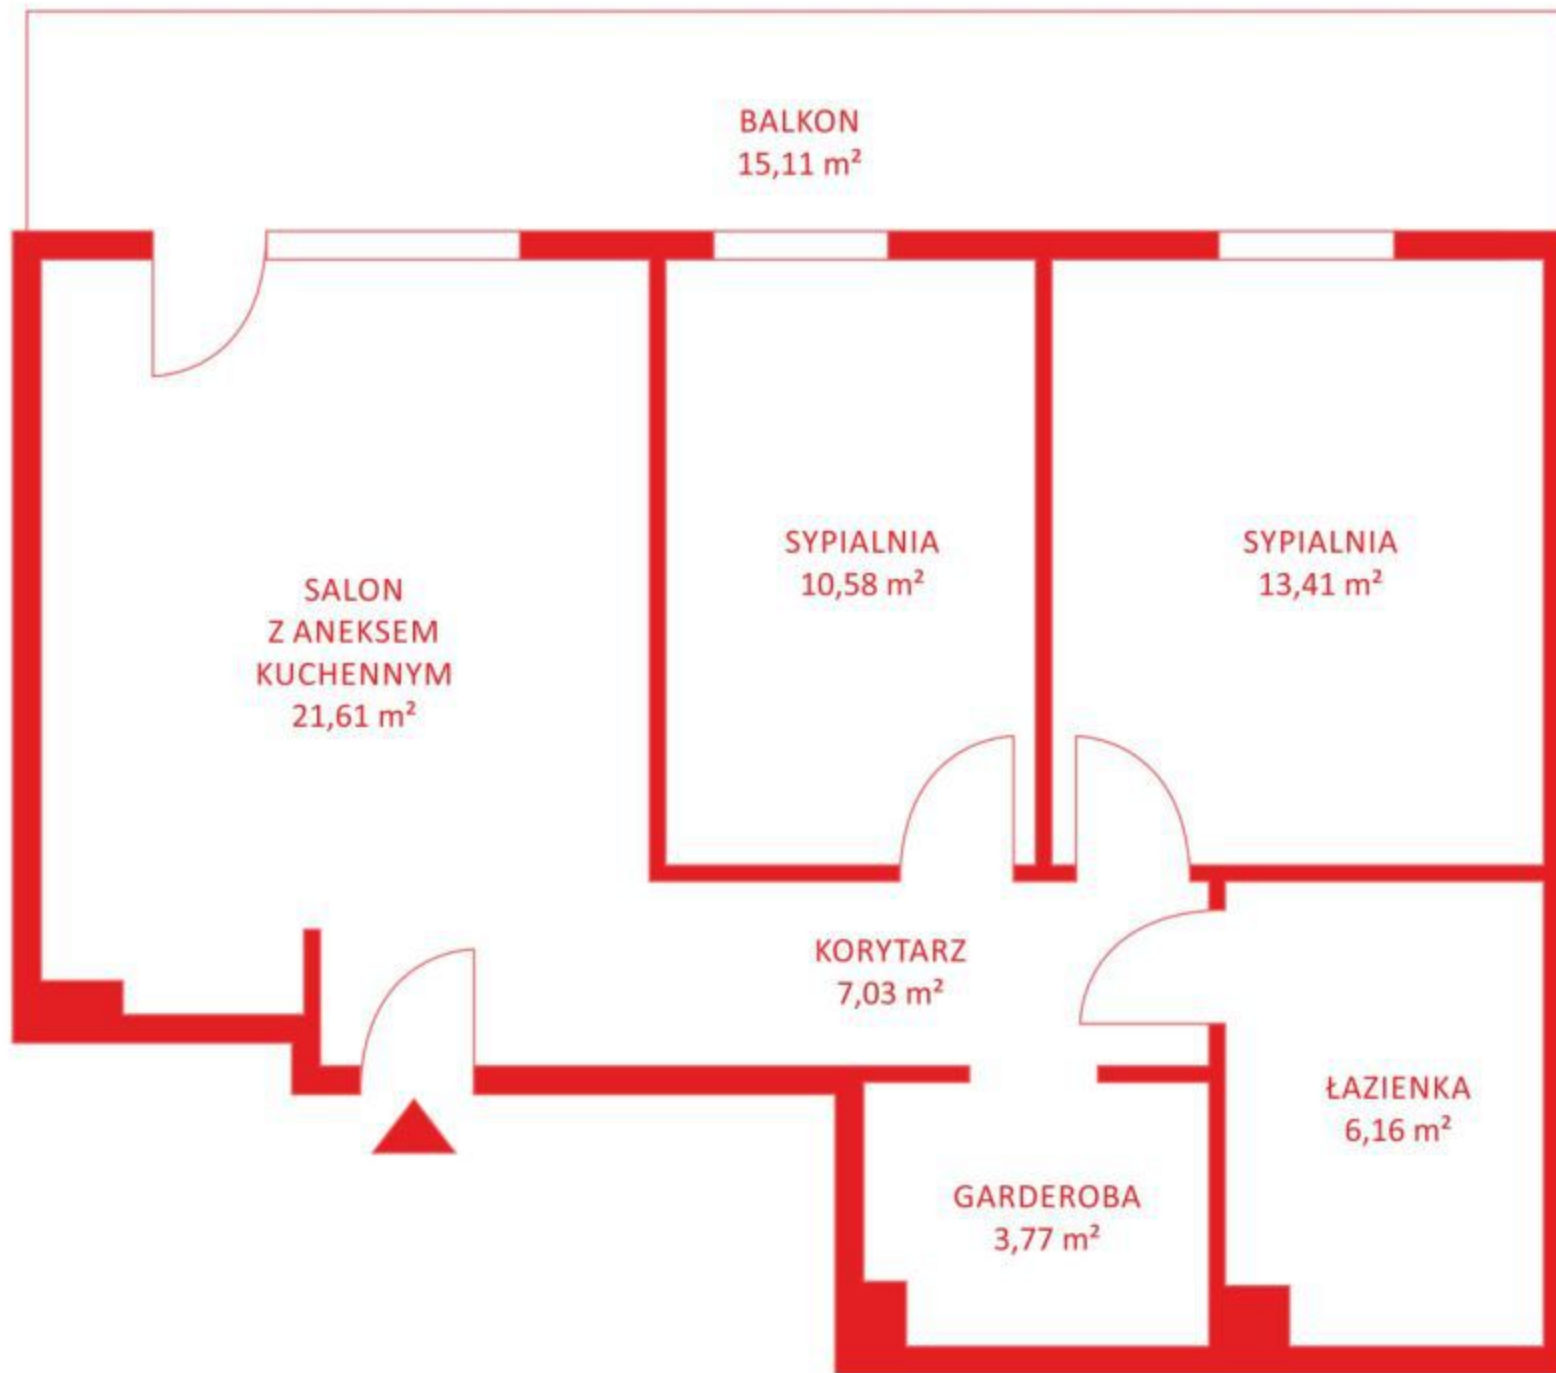 BALKON
15,11 m²
SYPIALNIA
10,58 m²
SYPIALNIA
13,41 m²
SALON
Z ANEKSEM
KUCHENNYM
21,61 m²
KORYTARZ
7,03 m²
ŁAZIENKA
6,16 m²
GARDEROBA
3,77 m²